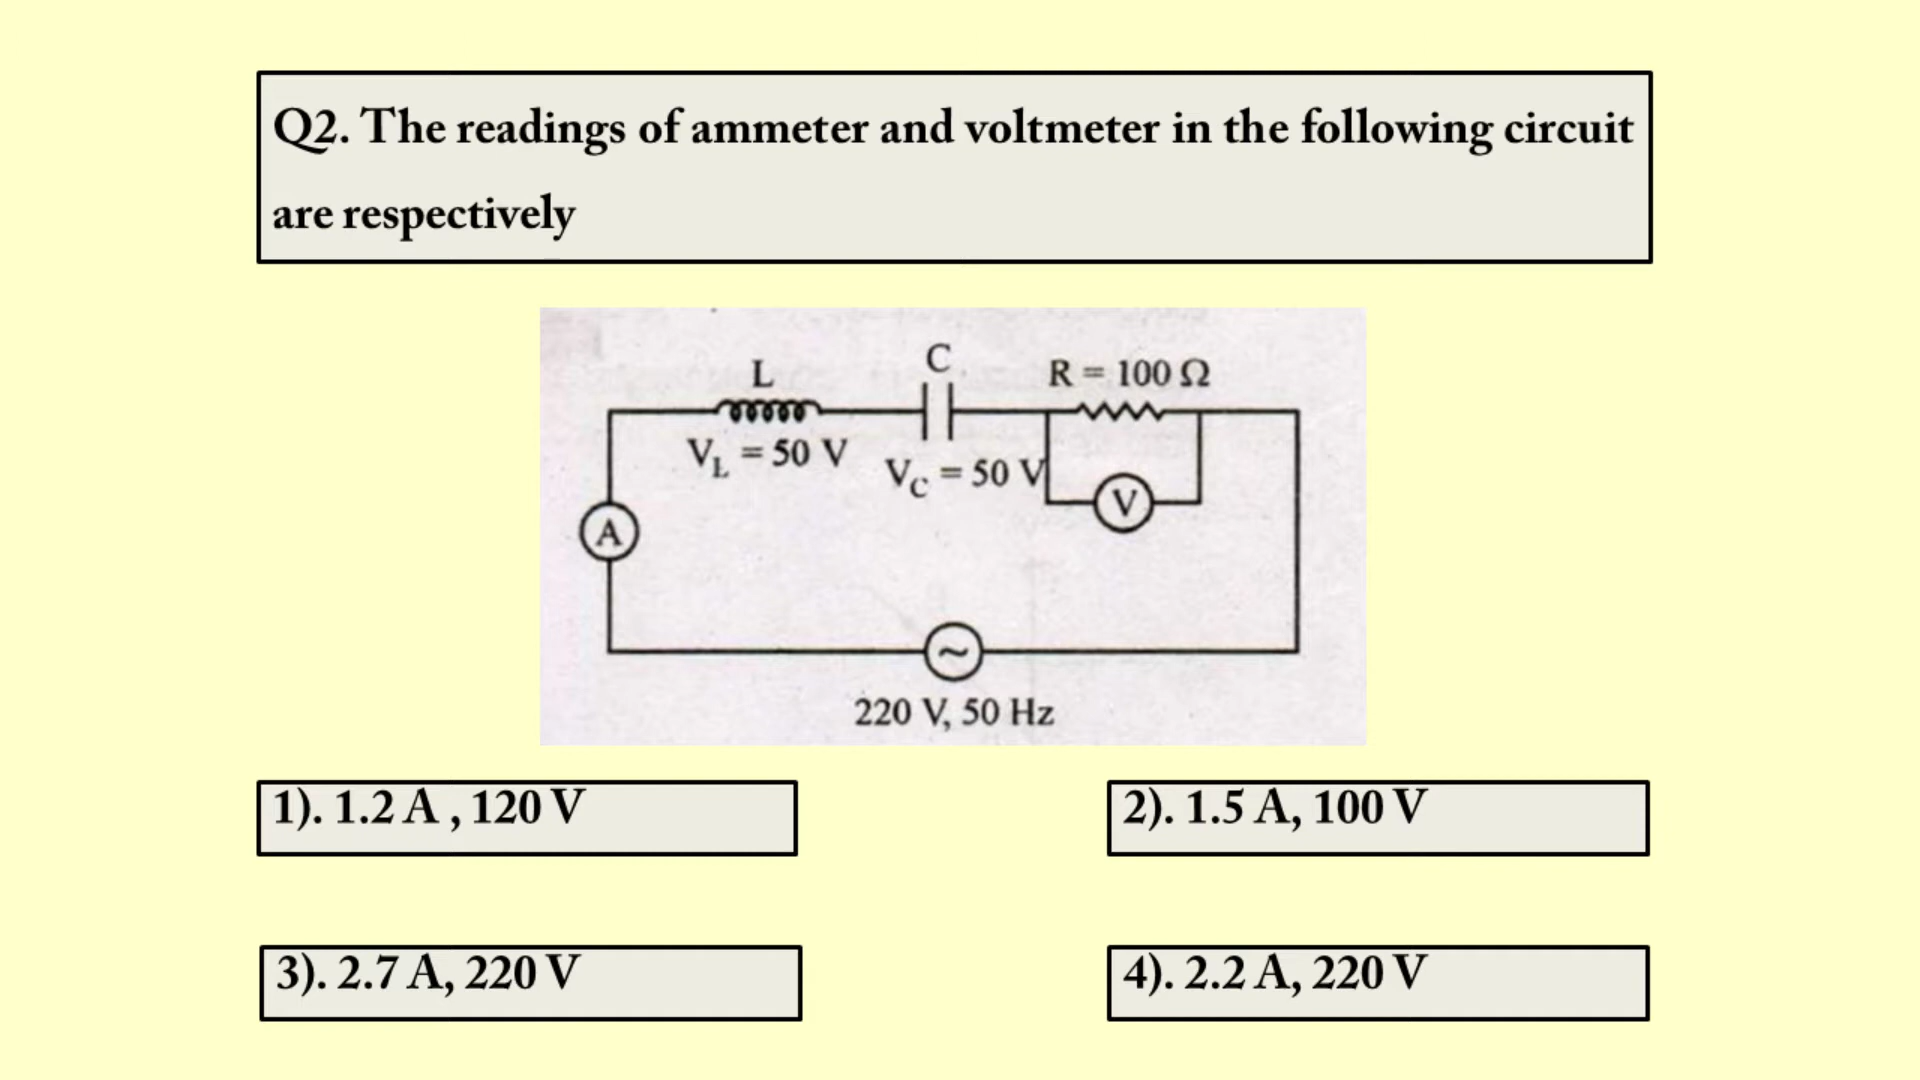 Q2. The readings of ammeter and voltmeter in the following circuit
are respectively
L
C
R = 100 Ω
V_L = 50 V
V_C = 50 V
V
A
~
220 V, 50 Hz
1). 1.2 A , 120 V
2). 1.5 A, 100 V
3). 2.7 A, 220 V
4). 2.2 A, 220 V